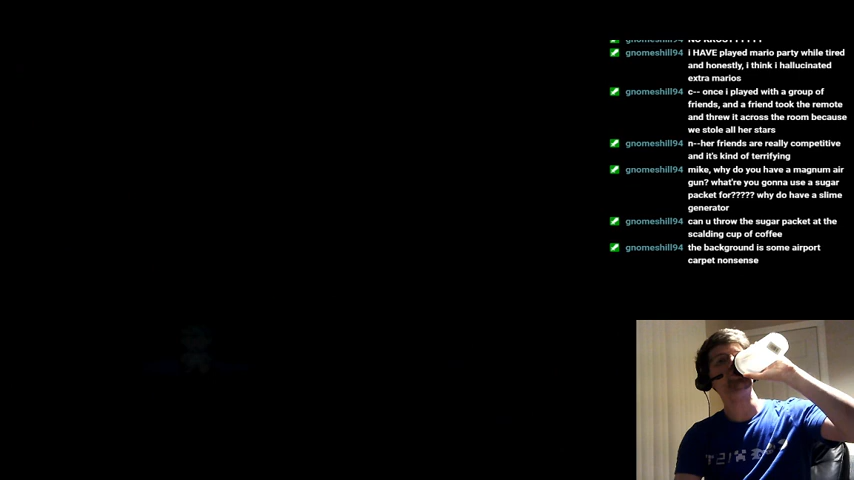 gnomeshill94
gnomeshill94 i HAVE played mario party while tired
and honestly, i think i hallucinated
extra marios
gnomeshill94 c-- once i played with a group of
friends, and a friend took the remote
and threw it across the room because
we stole all her stars
gnomeshill94 n--her friends are really competitive
and it's kind of terrifying
gnomeshill94 mike, why do you have a magnum air
gun? what're you gonna use a sugar
packet for????? why do have a slime
generator
gnomeshill94 can u throw the sugar packet at the
scalding cup of coffee
gnomeshill94 the background is some airport
carpet nonsense